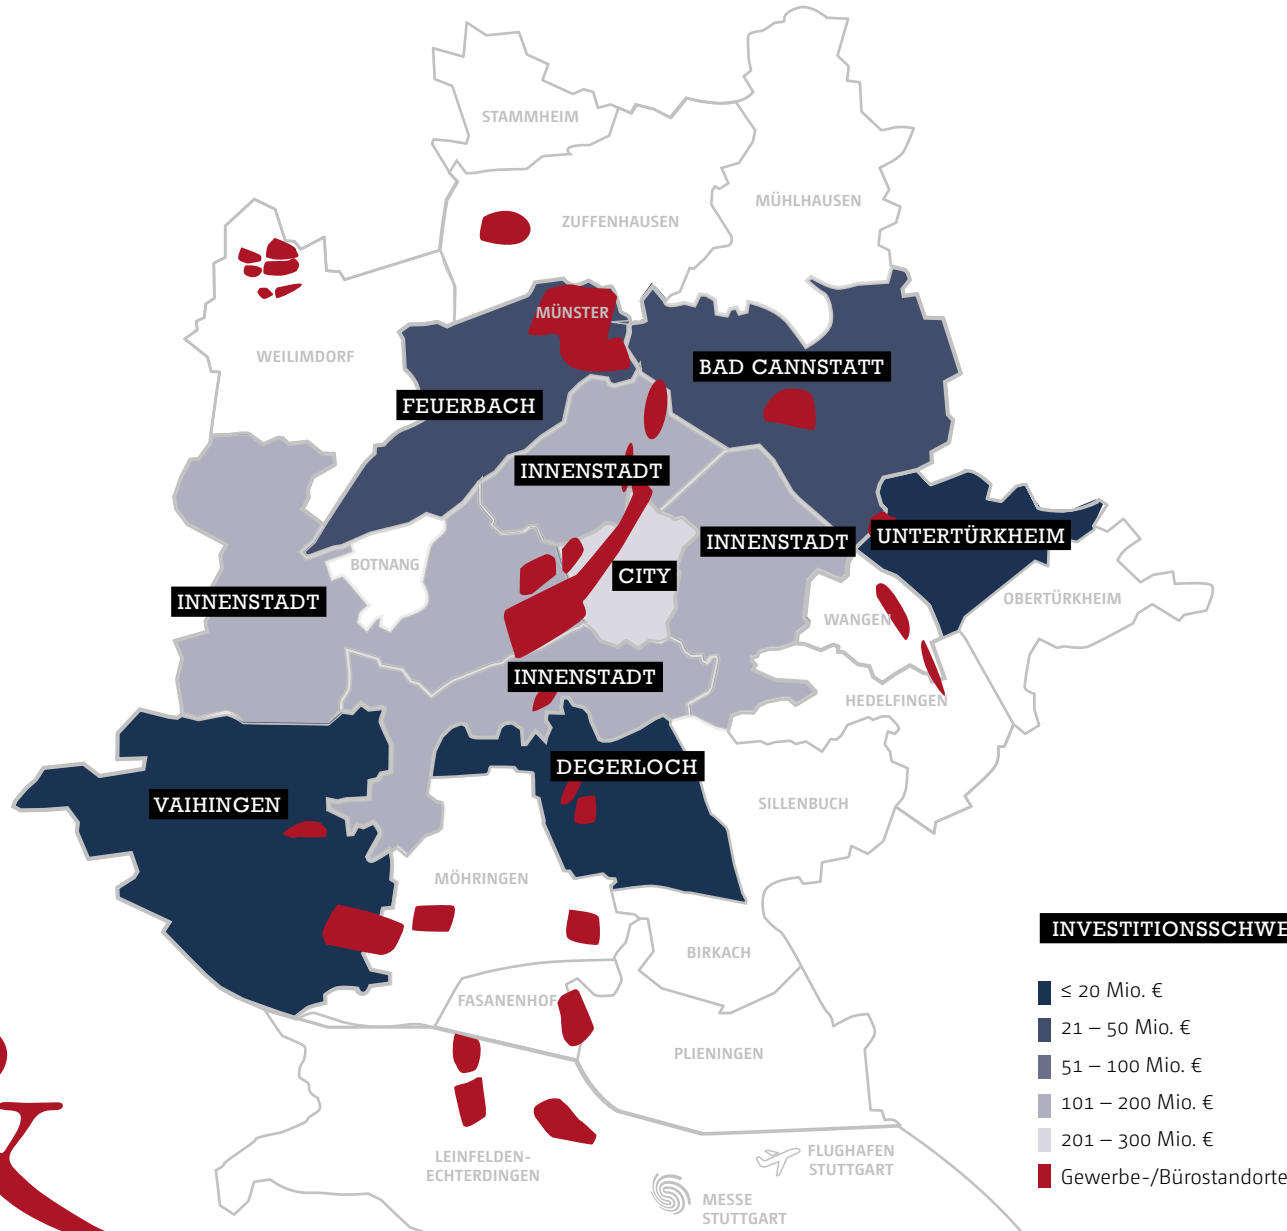 STAMMHEIM
MÜHLHAUSEN
ZUFFENHAUSEN
MÜNSTER
WEILIMDORF
BAD CANNSTATT
FEUERBACH
INNENSTADT
UNTERTÜRKHEIM
INNENSTADT
BOTNANG
CITY
INNENSTADT
OBERTÜRKHEIM
WANGEN
INNENSTADT
HEDELFINGEN
DEGERLOCH
VAIHINGEN
SILLENBUCH
MÖHRINGEN
BIRKACH
FASANENHOF
PLIENINGEN
LEINFELDEN-
ECHTERDINGEN
FLUGHAFEN
STUTTGART
MESSE
STUTTGART
INVESTITIONSSCHWE
≤ 20 Mio. €
21 – 50 Mio. €
51 – 100 Mio. €
101 – 200 Mio. €
201 – 300 Mio. €
Gewerbe-/Bürostandorte